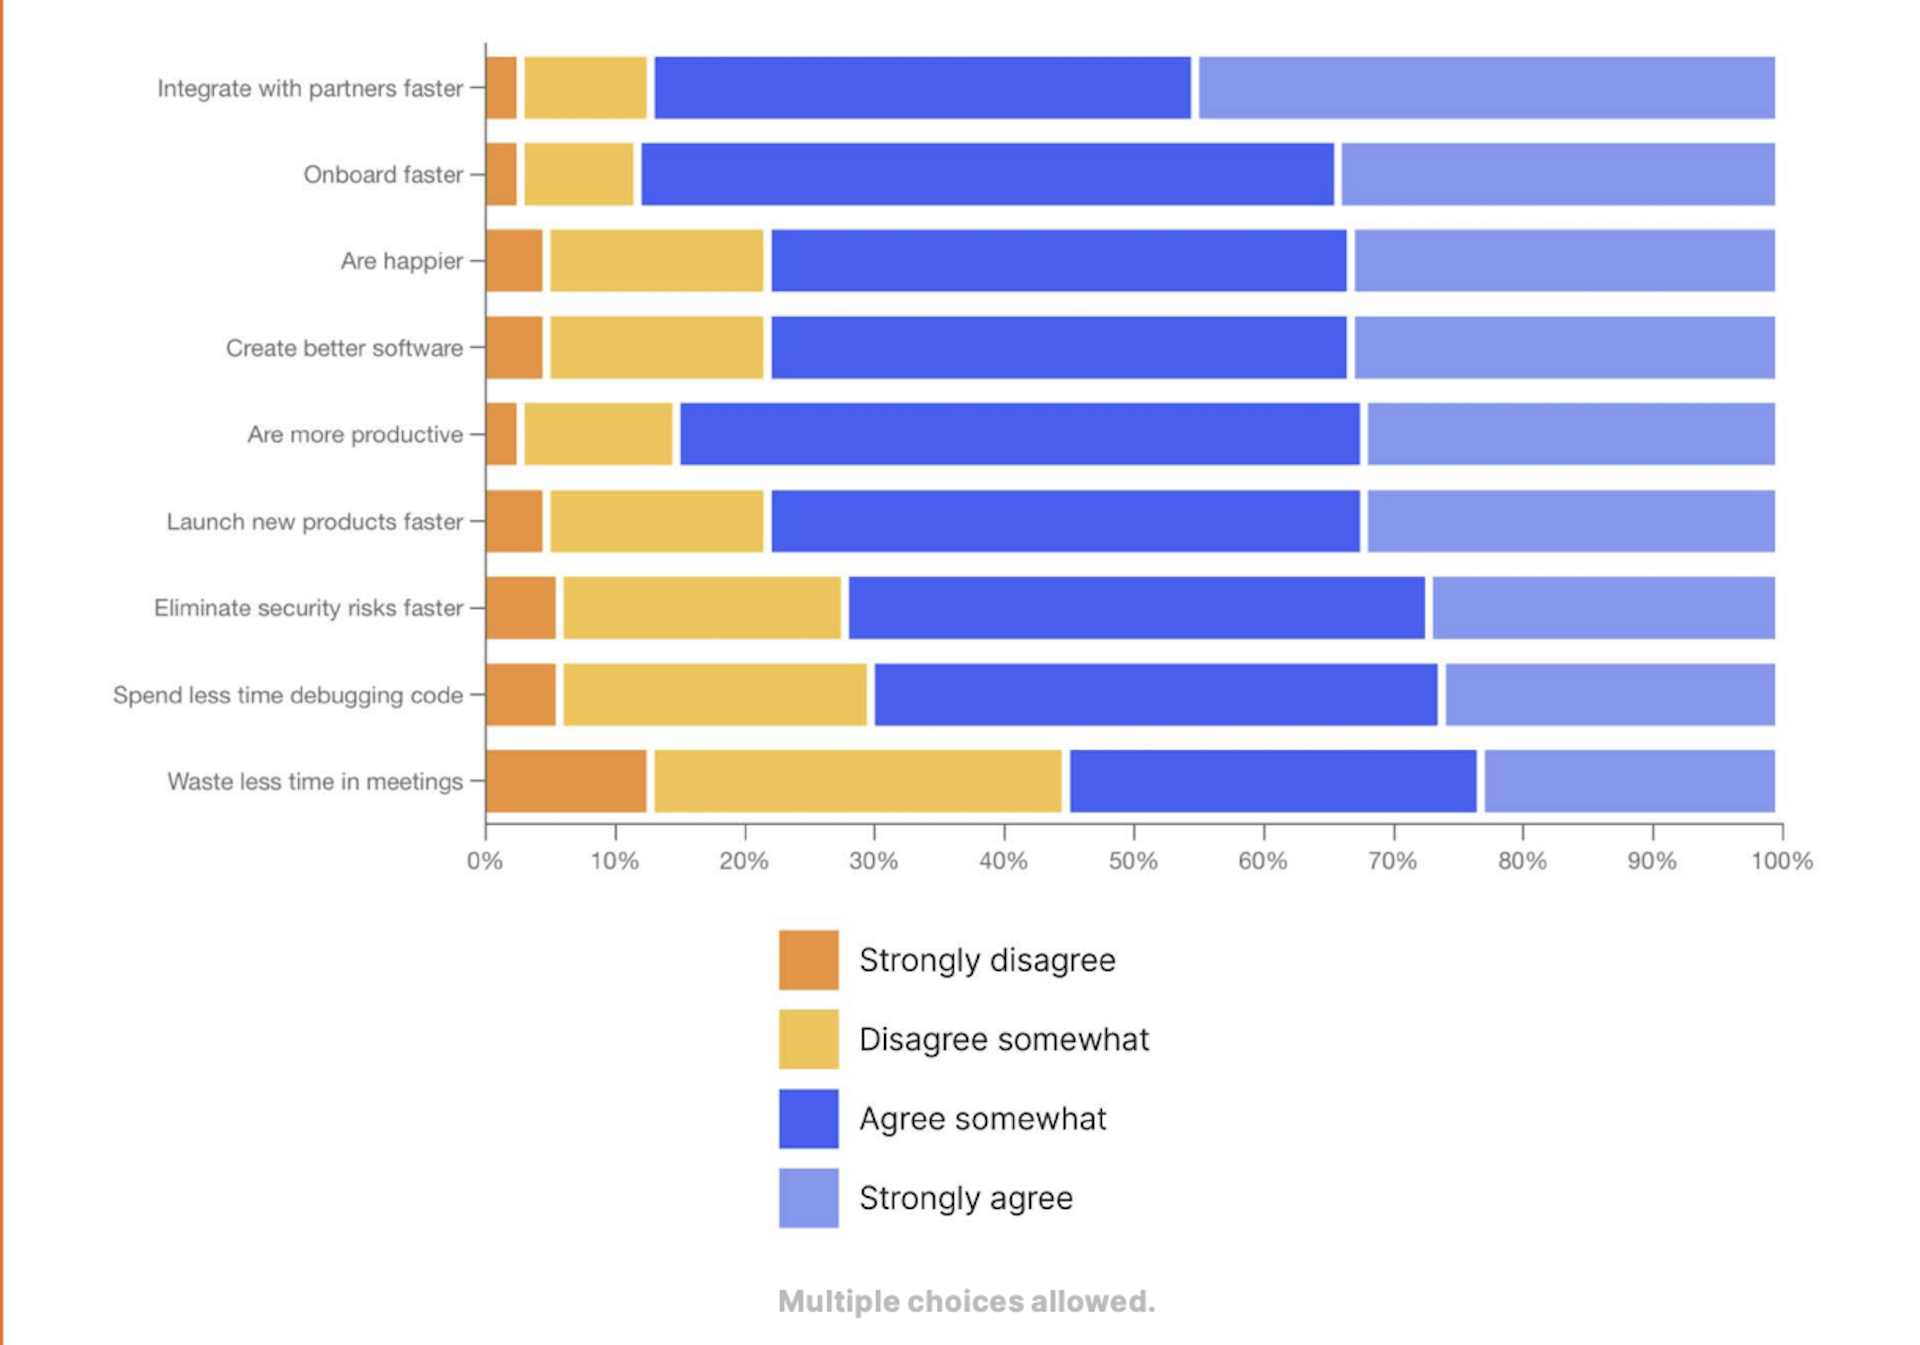 Integrate with partners faster
Onboard faster
Are happier
Create better software
Are more productive
Launch new products faster
Eliminate security risks faster
Spend less time debugging code
Waste less time in meetings
0% 10% 20% 30% 40% 50% 60% 70% 80% 90% 100%
Strongly disagree
Disagree somewhat
Agree somewhat
Strongly agree
Multiple choices allowed.